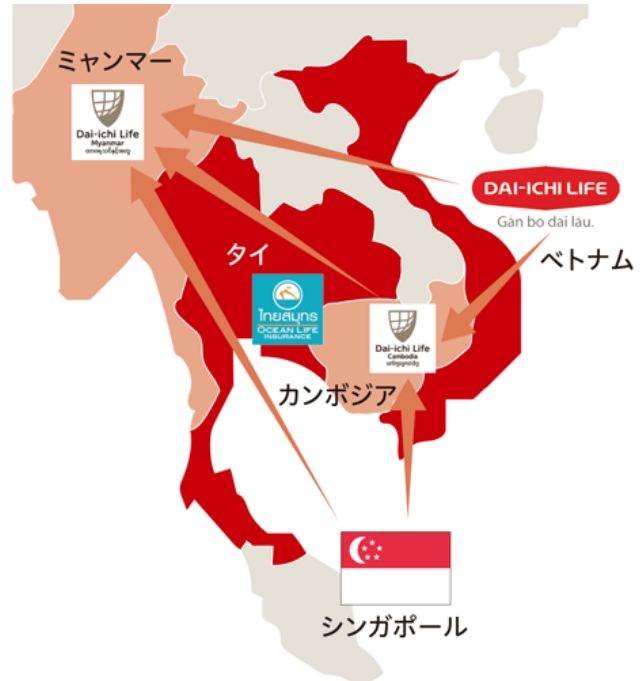 ミャンマー
Dai-ichi Life
Myanmar
DAI-ICHI LIFE
Gắn bó dài lâu.
ベトナム
タイ
ไทยสมุทร
OCEAN LIFE
INSURANCE
Dai-ichi Life
Cambodia
カンボジア
シンガポール